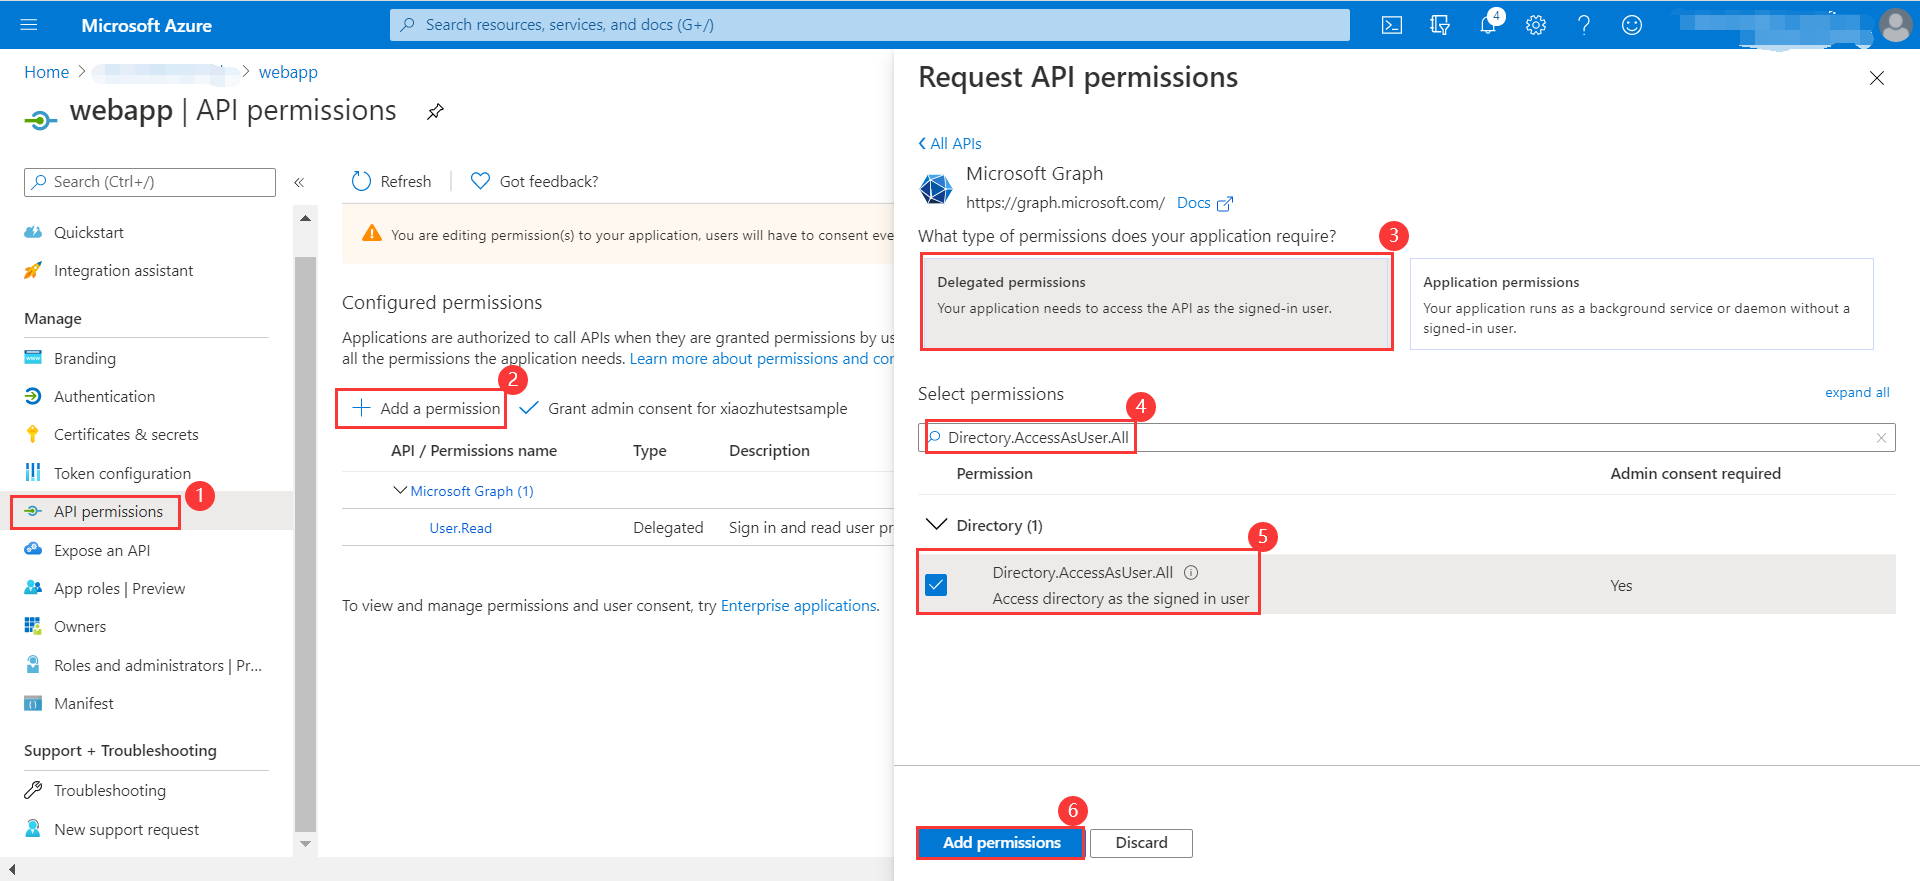 Microsoft Azure
Search resources, services, and docs (G+/)
4
Home
webapp
webapp | API permissions
Search (Ctrl+/)
Quickstart
Integration assistant
Manage
Branding
Authentication
Certificates & secrets
Token configuration
API permissions
1
Expose an API
App roles | Preview
Owners
Roles and administrators | Pr...
Manifest
Support + Troubleshooting
Troubleshooting
New support request
Refresh
Got feedback?
You are editing permission(s) to your application, users will have to consent eve
Configured permissions
Applications are authorized to call APIs when they are granted permissions by us
all the permissions the application needs. Learn more about permissions and con
2
Add a permission
Grant admin consent for xiaozhutestsample
API / Permissions name Type Description
Microsoft Graph (1)
User.Read Delegated Sign in and read user pr
To view and manage permissions and user consent, try Enterprise applications.
Request API permissions
All APIs
Microsoft Graph
https://graph.microsoft.com/ Docs
What type of permissions does your application require?
3
Delegated permissions
Your application needs to access the API as the signed-in user.
Application permissions
Your application runs as a background service or daemon without a
signed-in user.
Select permissions
expand all
4
Directory.AccessAsUser.All
Permission Admin consent required
Directory (1)
5
Directory.AccessAsUser.All
Access directory as the signed in user
Yes
6
Add permissions
Discard